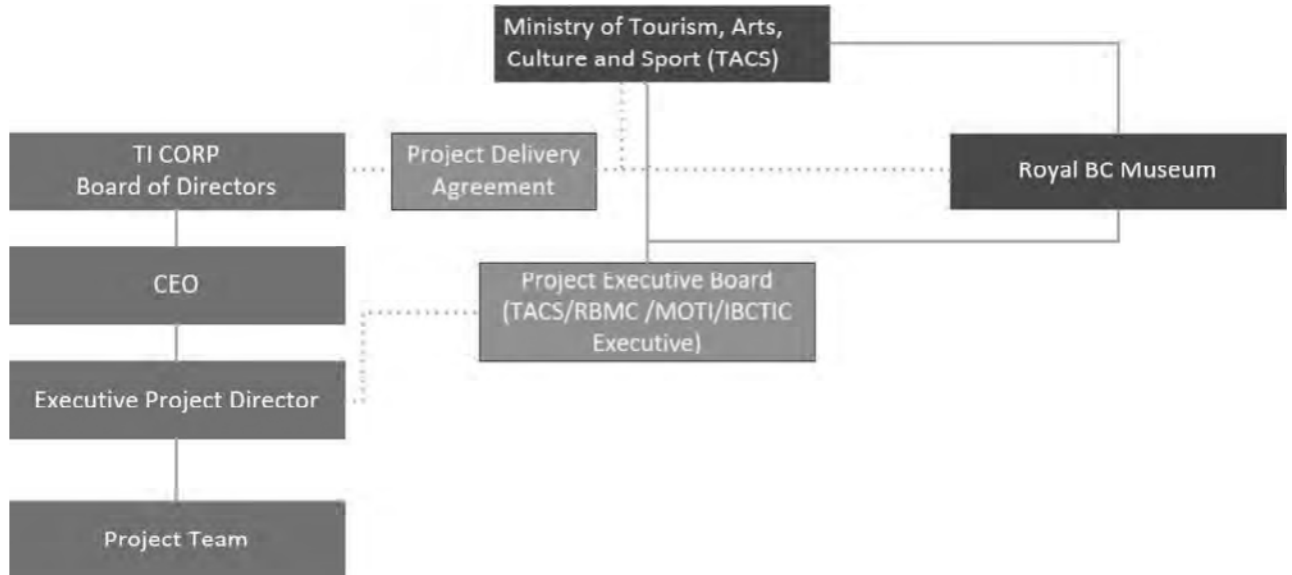 Ministry of Tourism, Arts,
Culture and Sport (TACS)
TI CORP
Board of Directors
Project Delivery
Agreement
Royal BC Museum
CEO
Project Executive Board
(TACS/RBMC /MOTI/IBCTIC
Executive)
Executive Project Director
Project Team